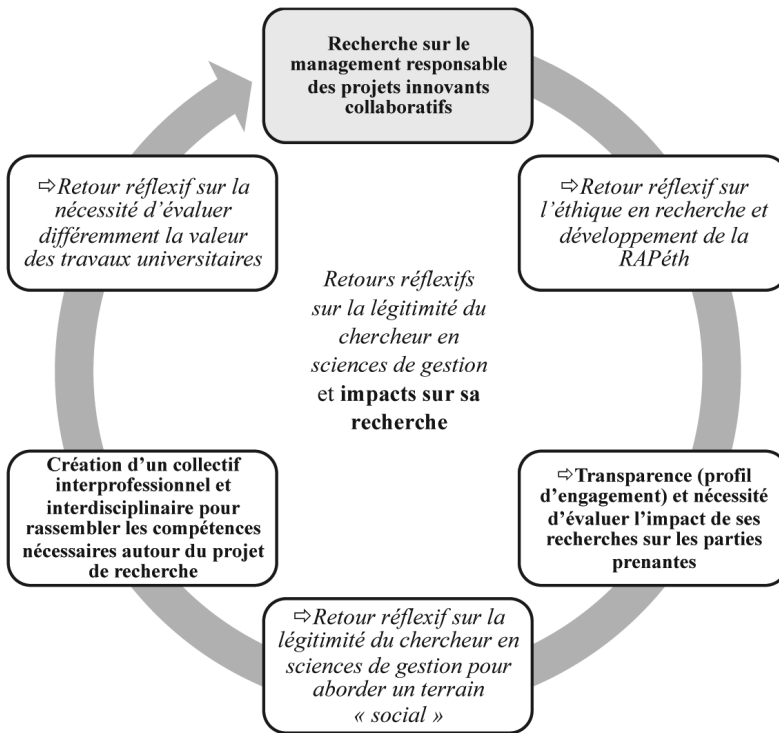 Recherche sur le
management responsable
des projets innovants
collaboratifs
⇨Retour réflexif sur
l’éthique en recherche et
développement de la
RAPéth
⇨Transparence (profil
d’engagement) et nécessité
d’évaluer l’impact de ses
recherches sur les parties
prenantes
⇨Retour réflexif sur la
légitimité du chercheur en
sciences de gestion pour
aborder un terrain
« social »
Création d’un collectif
interprofessionnel et
interdisciplinaire pour
rassembler les compétences
nécessaires autour du projet
de recherche
⇨Retour réflexif sur la
nécessité d’évaluer
différemment la valeur
des travaux universitaires
Retours réflexifs
sur la légitimité du
chercheur en
sciences de gestion
et impacts sur sa
recherche